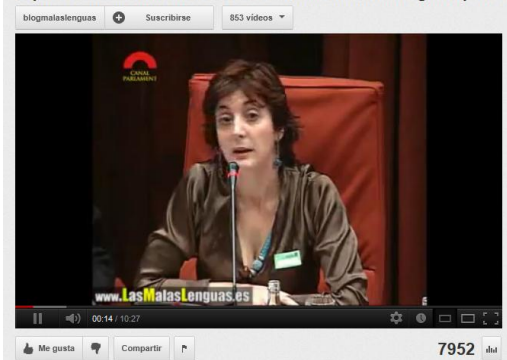 blogmalaslenguas Suscribirse 853 vídeos
CANAL
PARLAMENT
www.LasMalasLenguas.es
00:14 / 10:27
Me gusta Compartir 7952